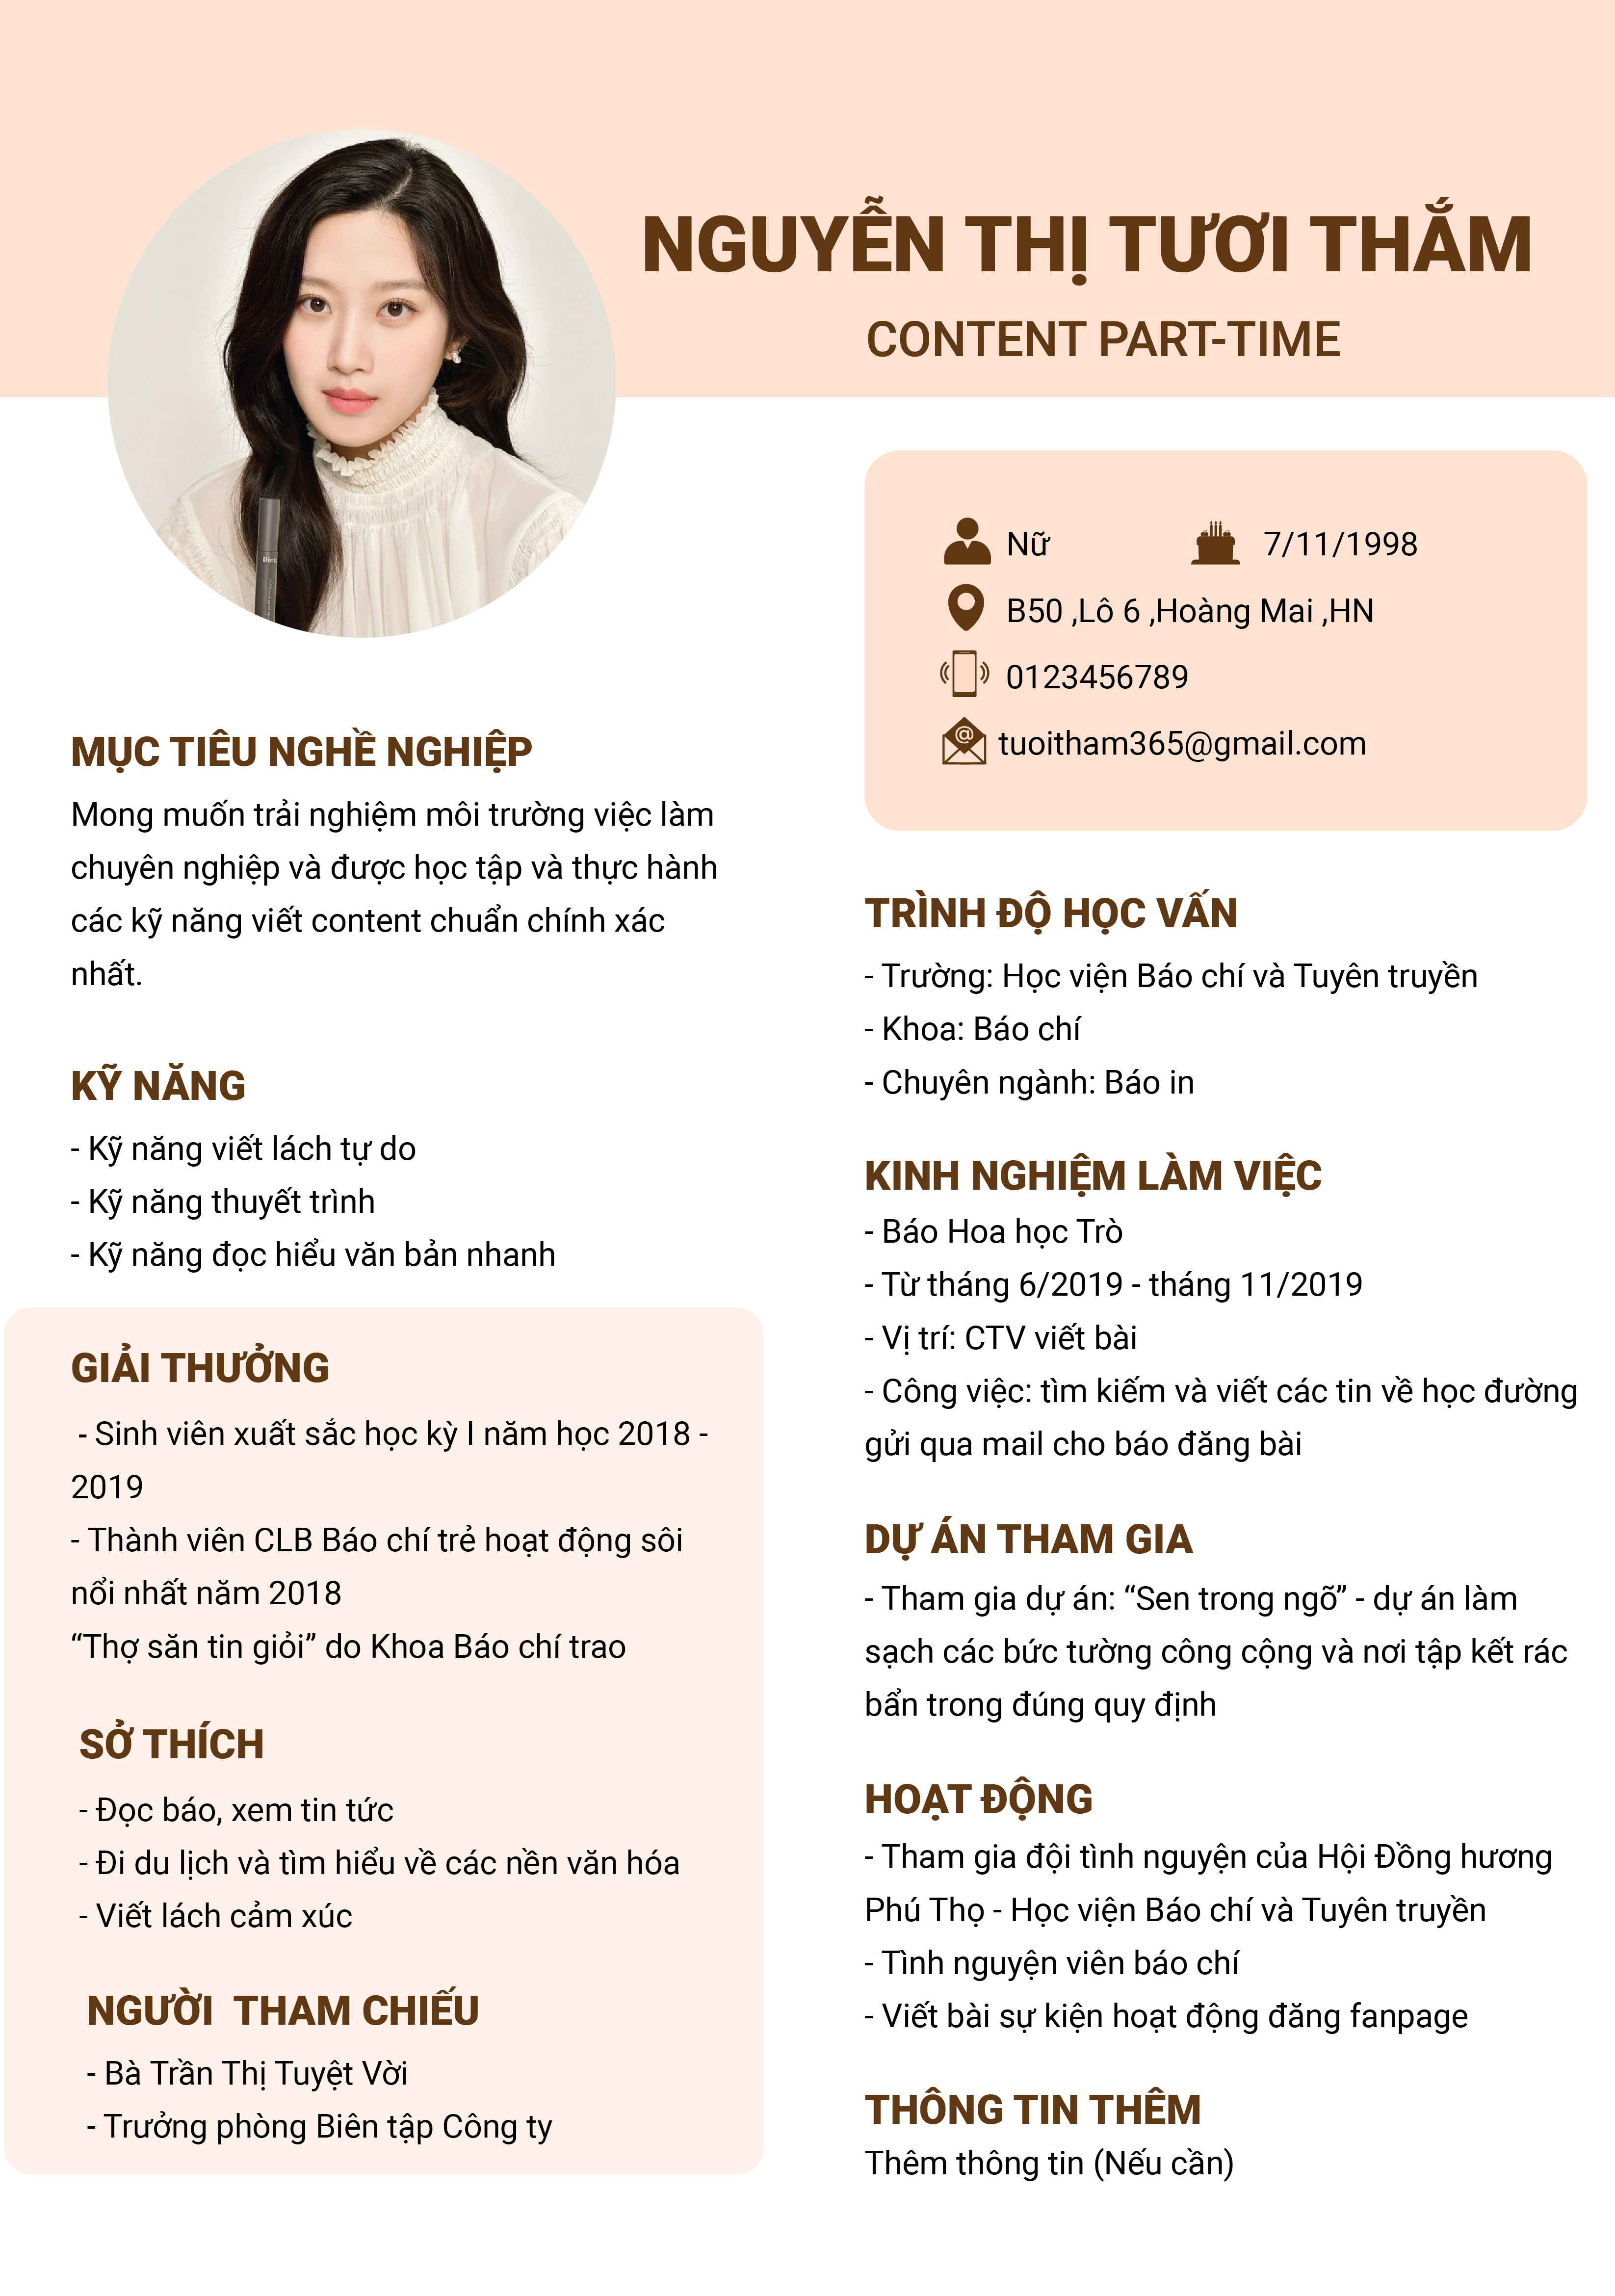 NGUYỄN THỊ TƯƠI THẮM
CONTENT PART-TIME
Nữ
7/11/1998
B50 ,Lô 6 ,Hoàng Mai ,HN
0123456789
tuoitham365@gmail.com
MỤC TIÊU NGHỀ NGHIỆP
Mong muốn trải nghiệm môi trường việc làm
chuyên nghiệp và được học tập và thực hành
các kỹ năng viết content chuẩn chính xác
nhất.
KỸ NĂNG
- Kỹ năng viết lách tự do
- Kỹ năng thuyết trình
- Kỹ năng đọc hiểu văn bản nhanh
GIẢI THƯỞNG
- Sinh viên xuất sắc học kỳ I năm học 2018 -
2019
- Thành viên CLB Báo chí trẻ hoạt động sôi
nổi nhất năm 2018
“Thợ săn tin giỏi” do Khoa Báo chí trao
SỞ THÍCH
- Đọc báo, xem tin tức
- Đi du lịch và tìm hiểu về các nền văn hóa
- Viết lách cảm xúc
NGƯỜI THAM CHIẾU
- Bà Trần Thị Tuyệt Vời
- Trưởng phòng Biên tập Công ty
TRÌNH ĐỘ HỌC VẤN
- Trường: Học viện Báo chí và Tuyên truyền
- Khoa: Báo chí
- Chuyên ngành: Báo in
KINH NGHIỆM LÀM VIỆC
- Báo Hoa học Trò
- Từ tháng 6/2019 - tháng 11/2019
- Vị trí: CTV viết bài
- Công việc: tìm kiếm và viết các tin về học đường
gửi qua mail cho báo đăng bài
DỰ ÁN THAM GIA
- Tham gia dự án: “Sen trong ngõ” - dự án làm
sạch các bức tường công cộng và nơi tập kết rác
bẩn trong đúng quy định
HOẠT ĐỘNG
- Tham gia đội tình nguyện của Hội Đồng hương
Phú Thọ - Học viện Báo chí và Tuyên truyền
- Tình nguyện viên báo chí
- Viết bài sự kiện hoạt động đăng fanpage
THÔNG TIN THÊM
Thêm thông tin (Nếu cần)